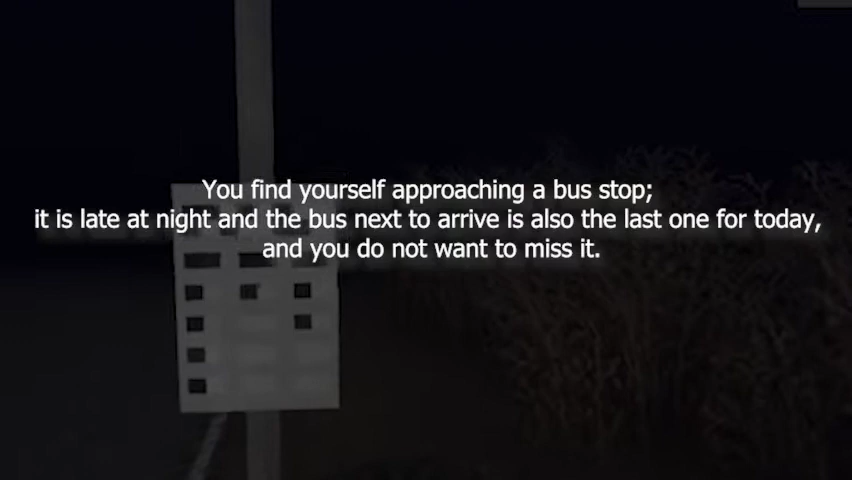 You find yourself approaching a bus stop;
it is late at night and the bus next to arrive is also the last one for today,
and you do not want to miss it.